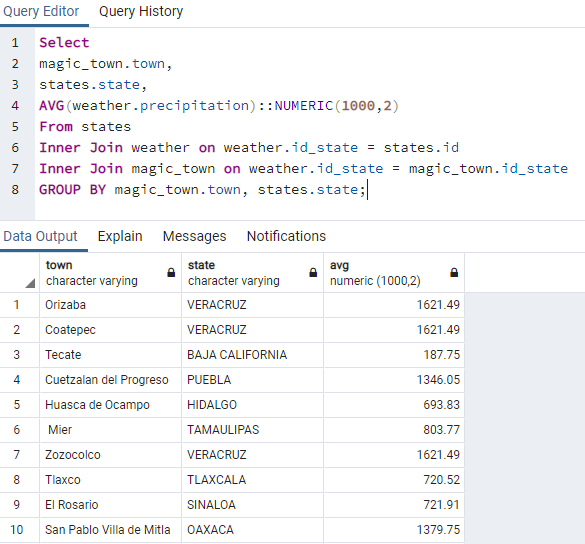 Query Editor Query History
1 Select
2 magic_town.town,
3 states.state,
4 AVG(weather.precipitation)::NUMERIC(1000,2)
5 From states
6 Inner Join weather on weather.id_state = states.id
7 Inner Join magic_town on weather.id_state = magic_town.id_state
8 GROUP BY magic_town.town, states.state;
Data Output Explain Messages Notifications
town state avg
character varying character varying numeric (1000,2)
1 Orizaba VERACRUZ 1621.49
2 Coatepec VERACRUZ 1621.49
3 Tecate BAJA CALIFORNIA 187.75
4 Cuetzalan del Progreso PUEBLA 1346.05
5 Huasca de Ocampo HIDALGO 693.83
6 Mier TAMAULIPAS 803.77
7 Zozocolco VERACRUZ 1621.49
8 Tlaxco TLAXCALA 720.52
9 El Rosario SINALOA 721.91
10 San Pablo Villa de Mitla OAXACA 1379.75